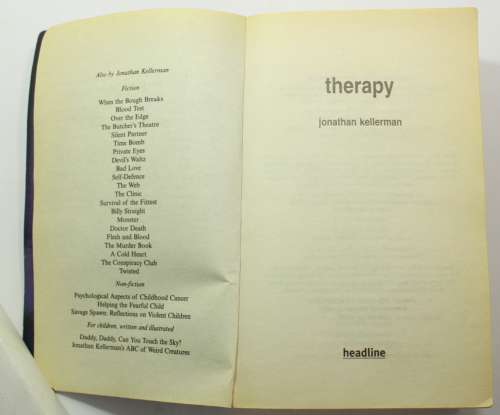 Also by Jonathan Kellerman
Fiction
When the Bough Breaks
Blood Test
Over the Edge
The Butcher's Theatre
Silent Partner
Time Bomb
Private Eyes
Devil's Waltz
Bad Love
Self-Defence
The Web
The Clinic
Survival of the Fittest
Billy Straight
Monster
Doctor Death
Flesh and Blood
The Murder Book
A Cold Heart
The Conspiracy Club
Twisted
Non-fiction
Psychological Aspects of Childhood Cancer
Helping the Fearful Child
Savage Spawn: Reflections on Violent Children
For children, written and illustrated
Daddy, Daddy, Can You Touch the Sky?
Jonathan Kellerman's ABC of Weird Creatures
therapy
jonathan kellerman
headline